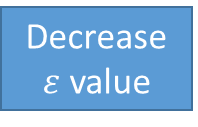 Decrease
ε value